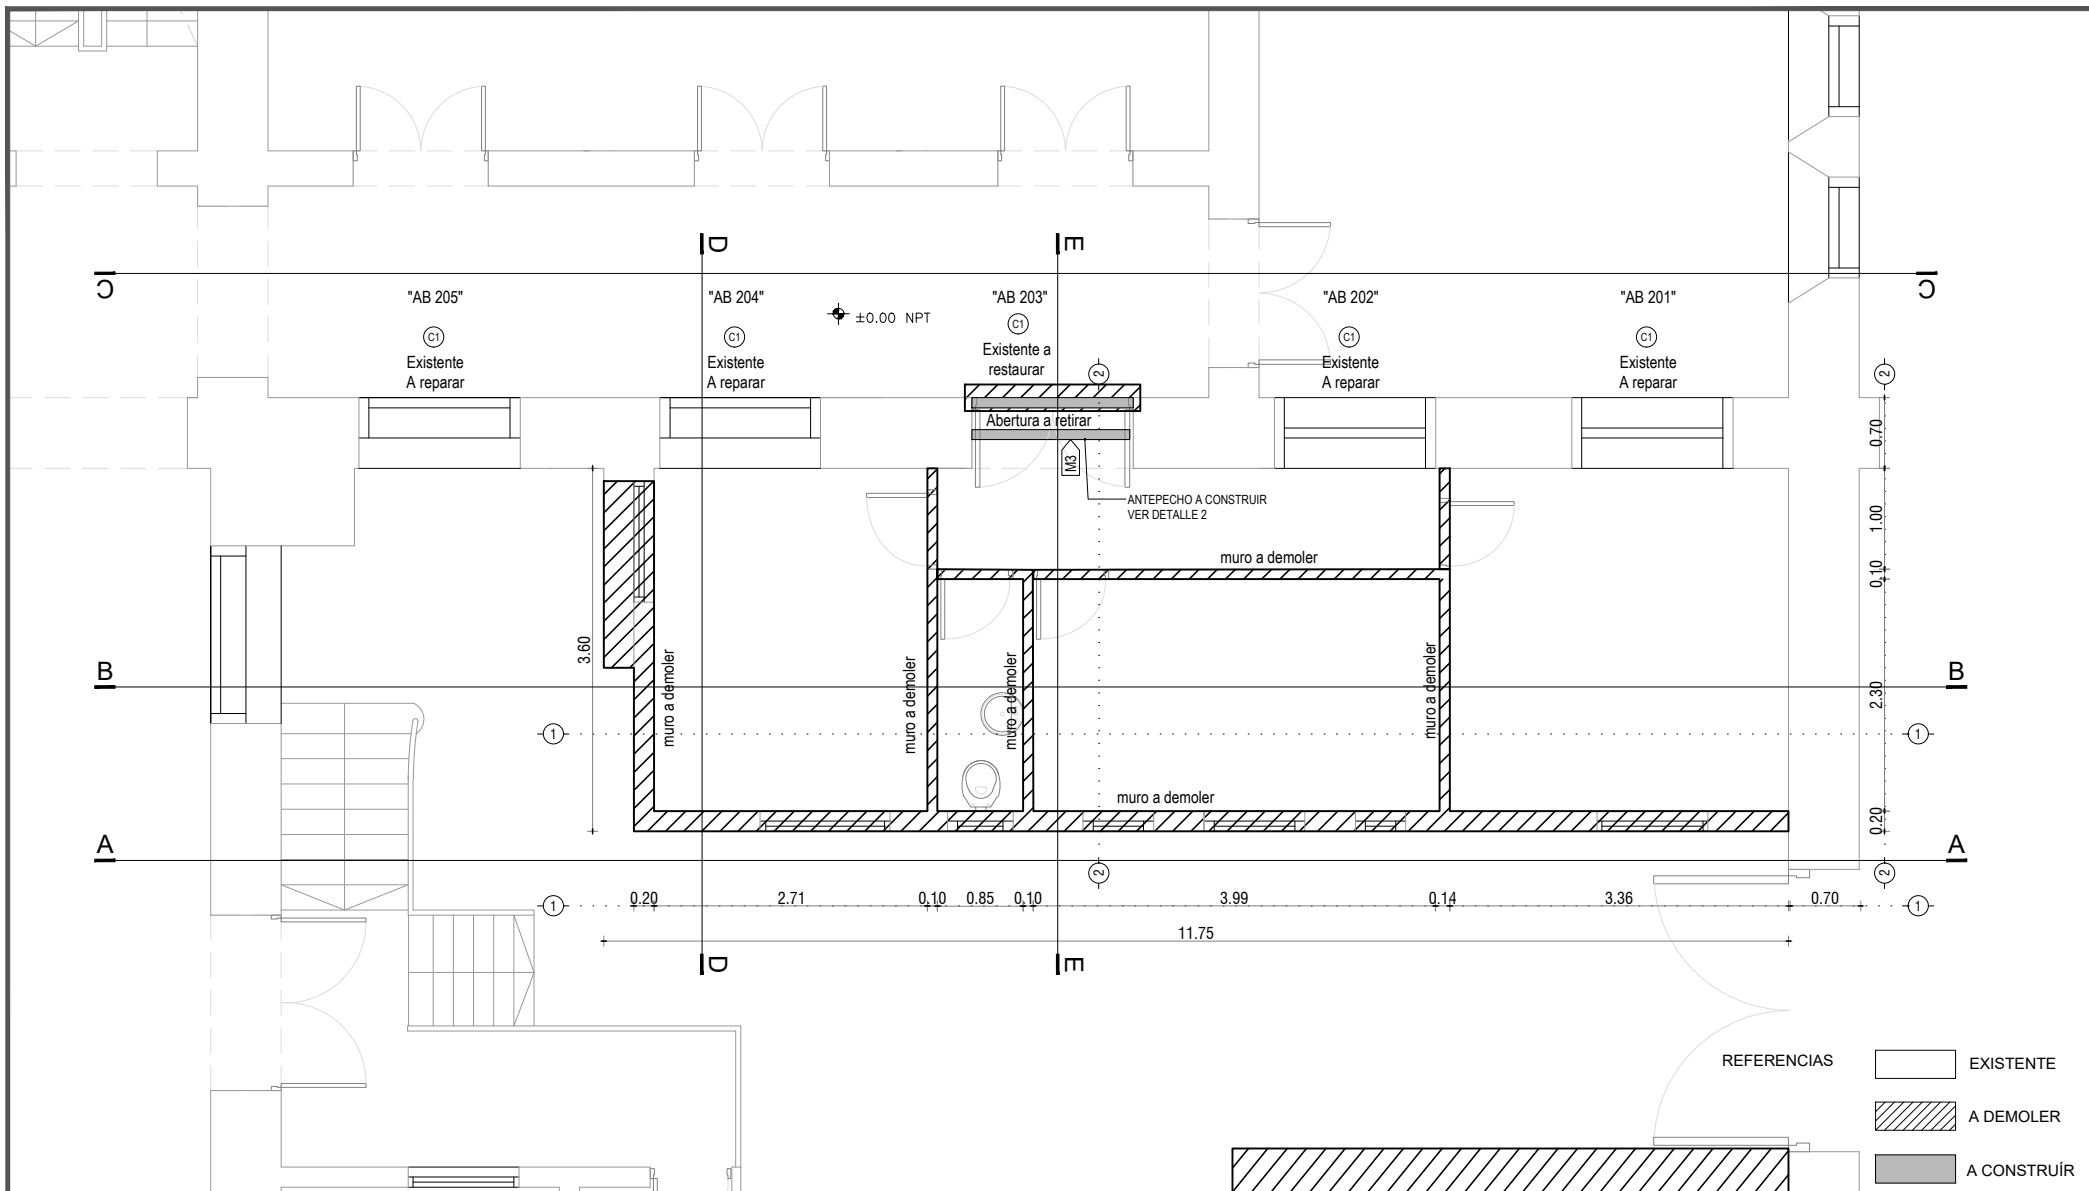 D
E
C
C
"AB 205"
"AB 204"
"AB 203"
"AB 202"
"AB 201"
±0.00 NPT
C1
C1
C1
C1
C1
Existente
A reparar
Existente
A reparar
Existente a
restaurar
Existente
A reparar
Existente
A reparar
2
2
Abertura a retirar
M3
ANTEPECHO A CONSTRUIR
VER DETALLE 2
muro a demoler
0.70
1.00
0.10
2.30
0.20
3.60
muro a demoler
muro a demoler
muro a demoler
muro a demoler
B
B
1
1
muro a demoler
A
A
2
2
1
0.20
2.71
0.10
0.85
0.10
3.99
0.14
3.36
0.70
1
11.75
D
E
REFERENCIAS
EXISTENTE
A DEMOLER
A CONSTRUÍR